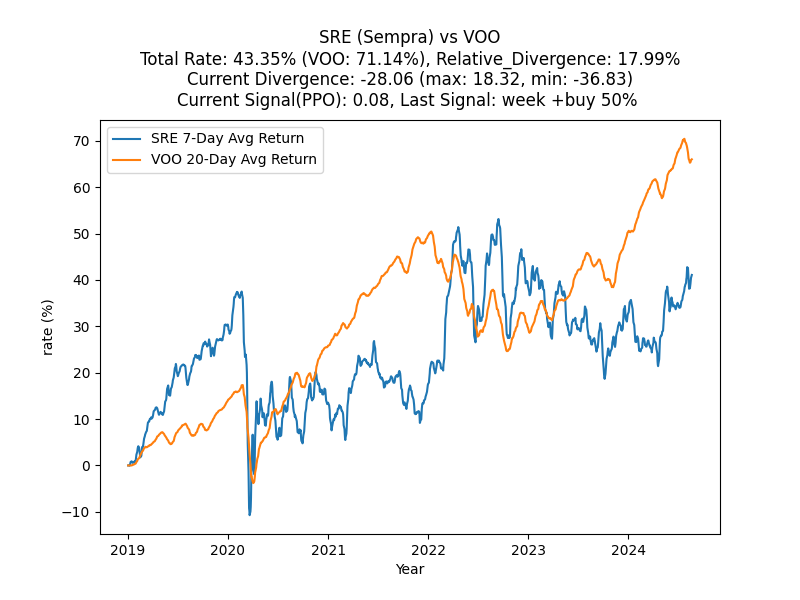 SRE (Sempra) vs VOO
Total Rate: 43.35% (VOO: 71.14%), Relative_Divergence: 17.99%
Current Divergence: -28.06 (max: 18.32, min: -36.83)
Current Signal(PPO): 0.08, Last Signal: week +buy 50%
SRE 7-Day Avg Return
VOO 20-Day Avg Return
rate (%)
70
60
50
40
30
20
10
0
−10
2019
2020
2021
2022
2023
2024
Year